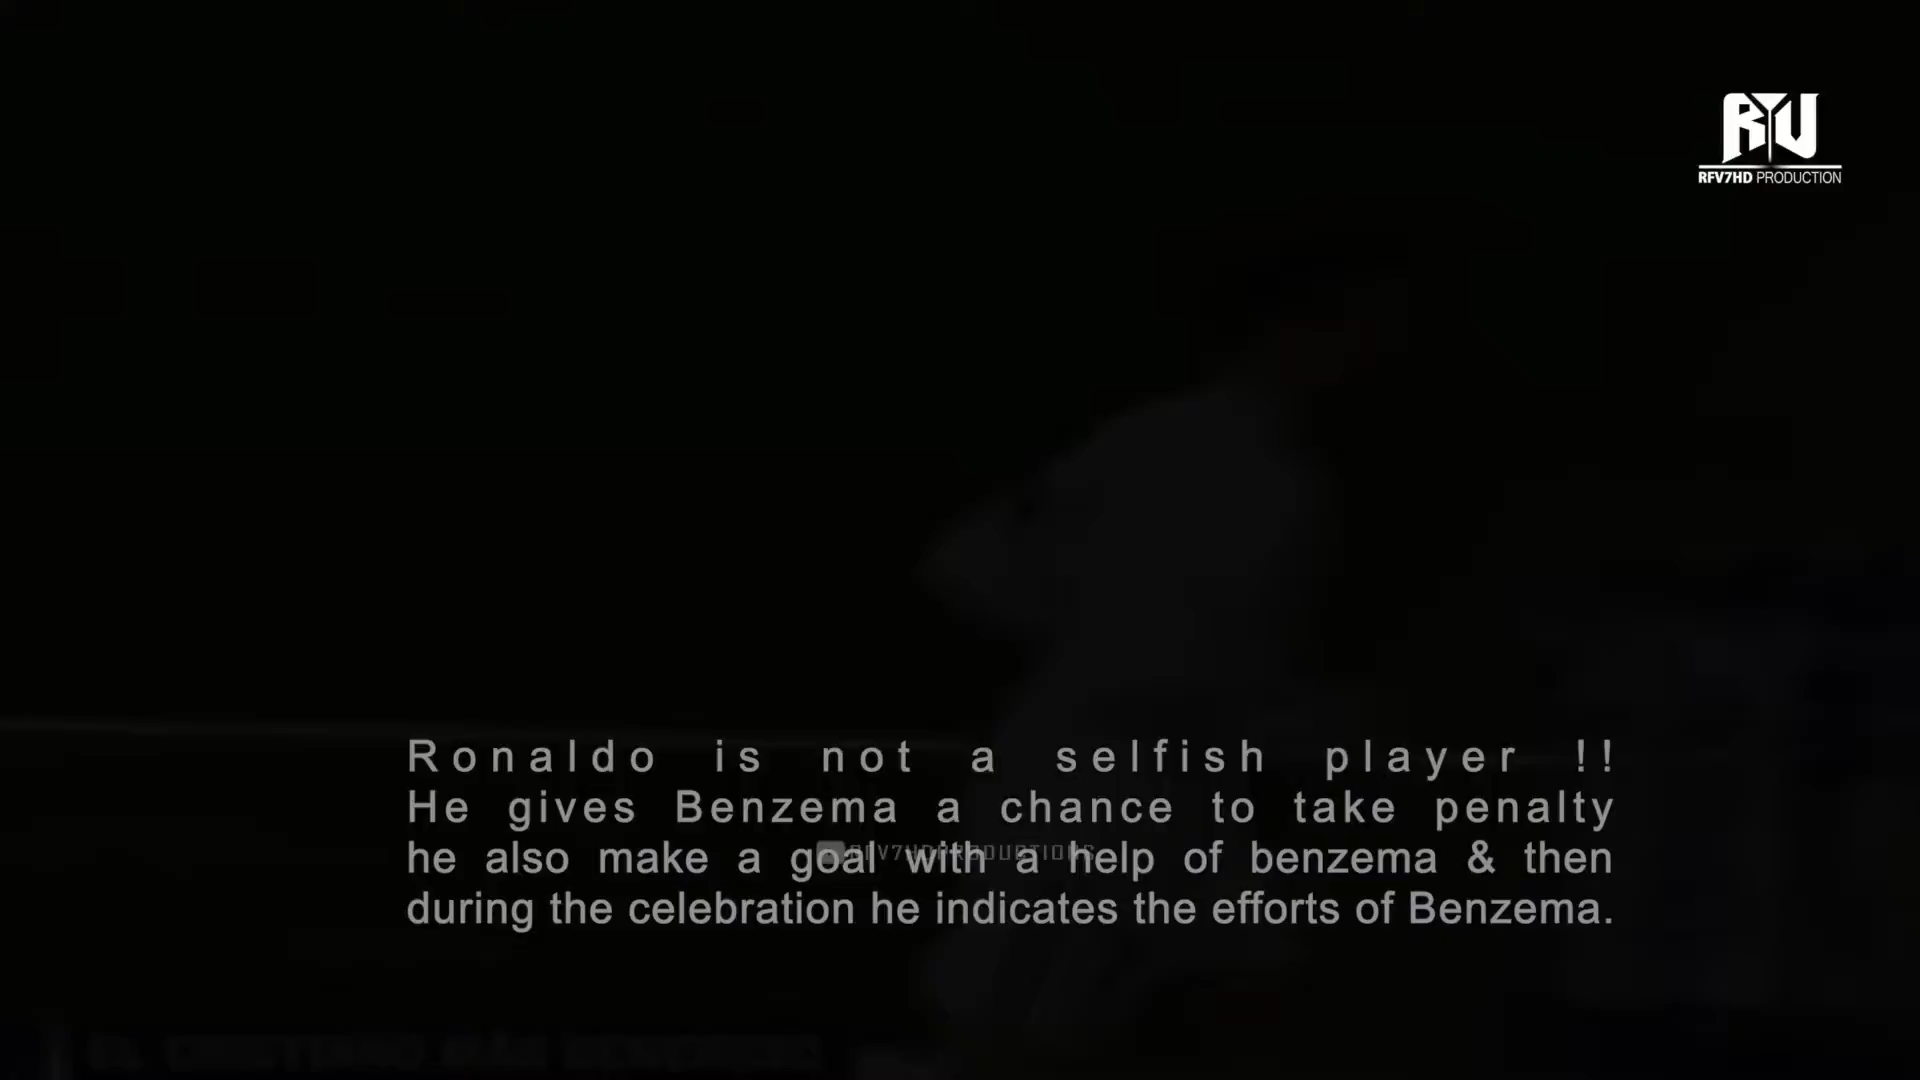 RFV7HD PRODUCTION
Ronaldo is not a selfish player !!
He gives Benzema a chance to take penalty
he also make a goal with a help of benzema & then
during the celebration he indicates the efforts of Benzema.